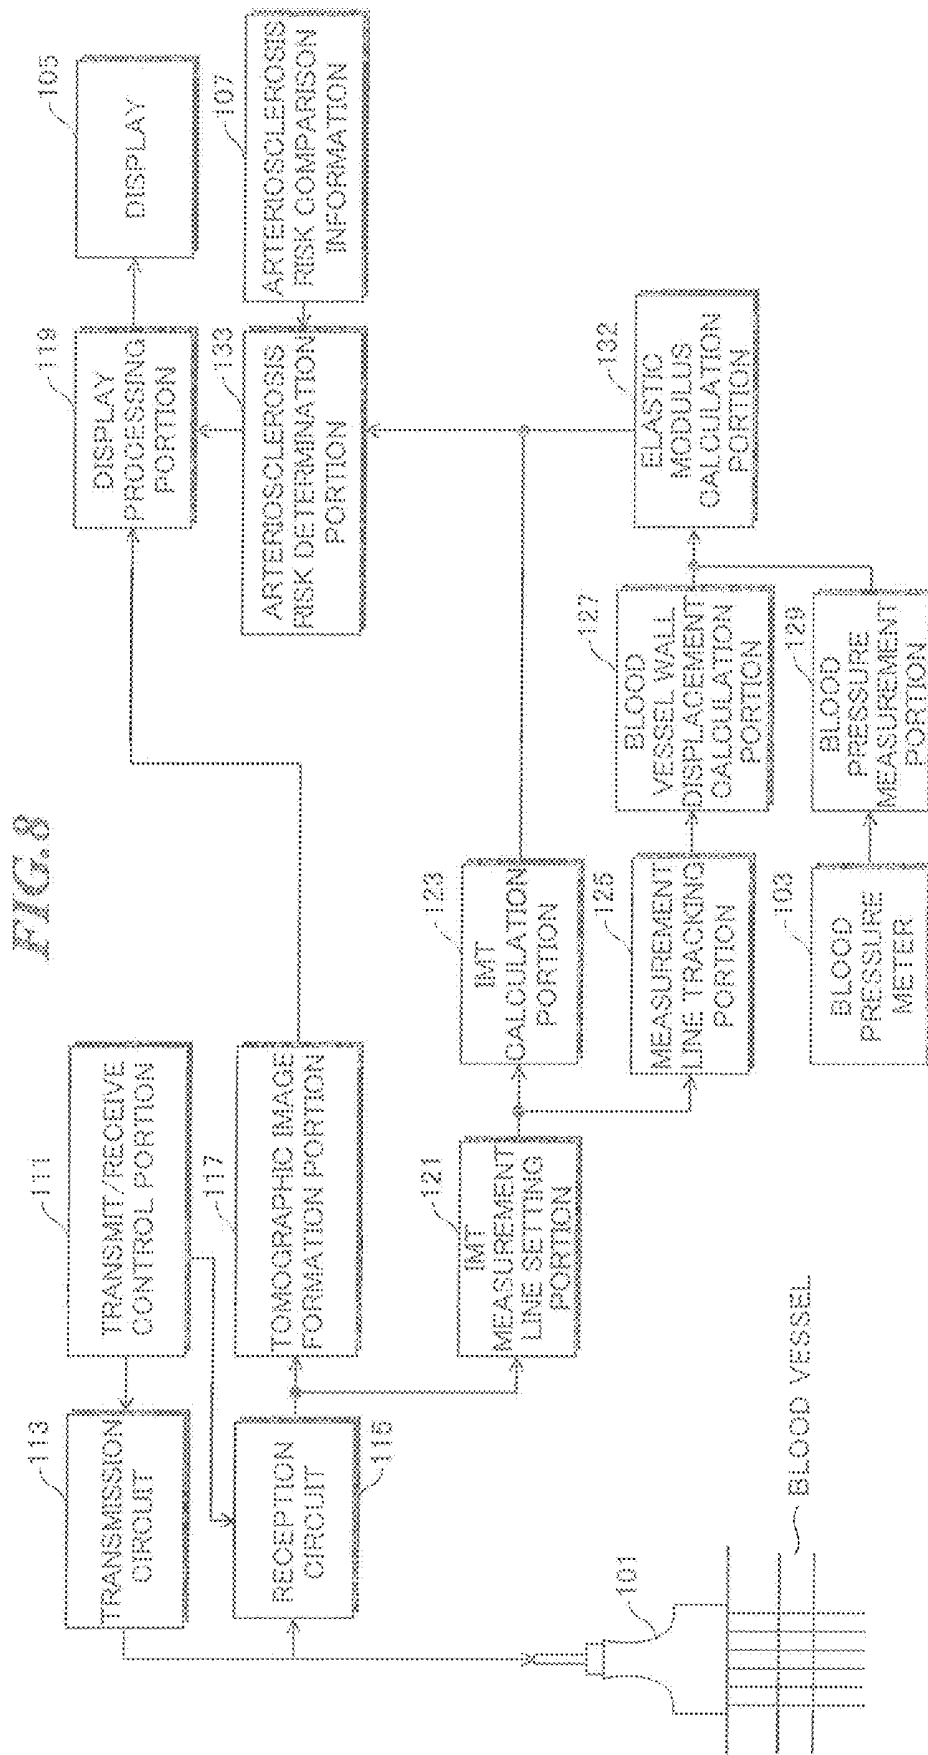 FIG.8
111
TRANSMIT/RECEIVE
CONTROL PORTION
113
TRANSMISSION
CIRCUIT
115
RECEPTION
CIRCUIT
117
TOMOGRAPHIC IMAGE
FORMATION PORTION
119
DISPLAY
PROCESSING
PORTION
105
DISPLAY
133
ARTERIOSCLEROSIS
RISK DETERMINATION
PORTION
107
ARTERIOSCLEROSIS
RISK COMPARISON
INFORMATION
121
IMT
MEASUREMENT
LINE SETTING
PORTION
123
IMT
CALCULATION
PORTION
125
MEASUREMENT
LINE TRACKING
PORTION
127
BLOOD
VESSEL WALL
DISPLACEMENT
CALCULATION
PORTION
132
ELASTIC
MODULUS
CALCULATION
PORTION
103
BLOOD
PRESSURE
METER
129
BLOOD
PRESSURE
MEASUREMENT
PORTION
101
BLOOD VESSEL